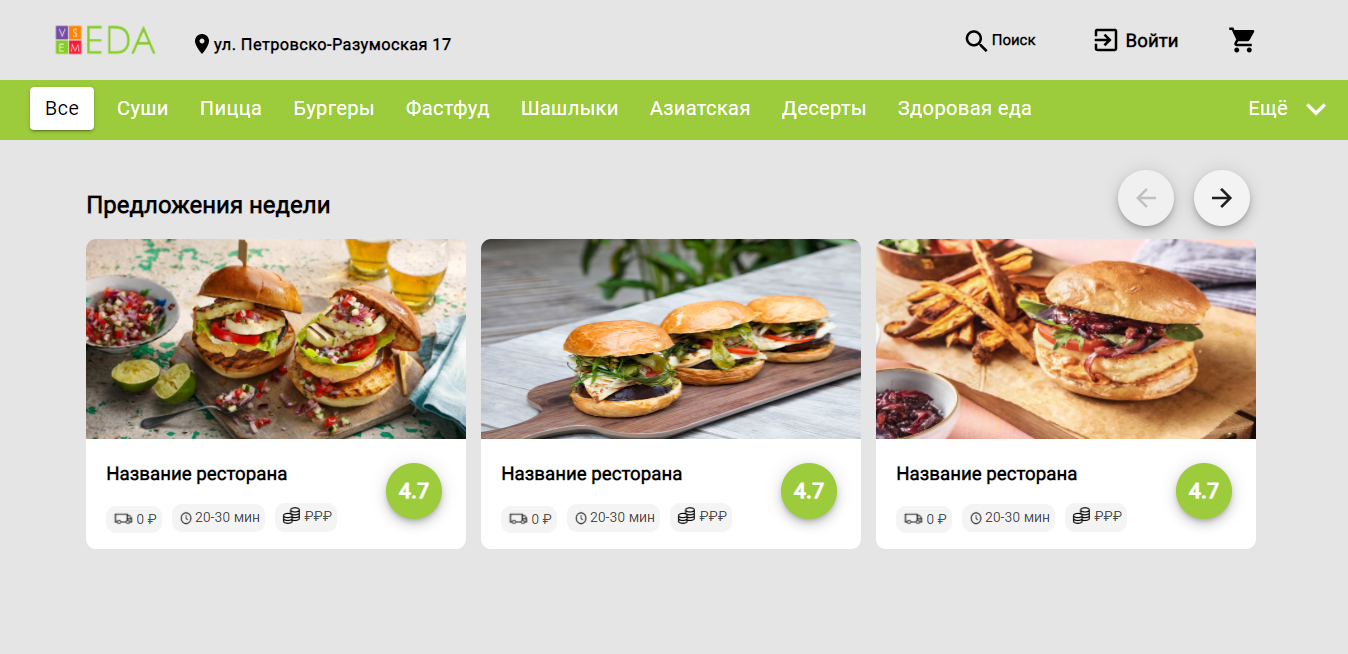 VS
EM
EDA
ул. Петровско-Разумоская 17
Поиск
Войти
Все Суши Пицца Бургеры Фастфуд Шашлыки Азиатская Десерты Здоровая еда Ещё
Предложения недели
Название ресторана
4.7
0 ₽ 20-30 мин ₽₽₽
Название ресторана
4.7
0 ₽ 20-30 мин ₽₽₽
Название ресторана
4.7
0 ₽ 20-30 мин ₽₽₽